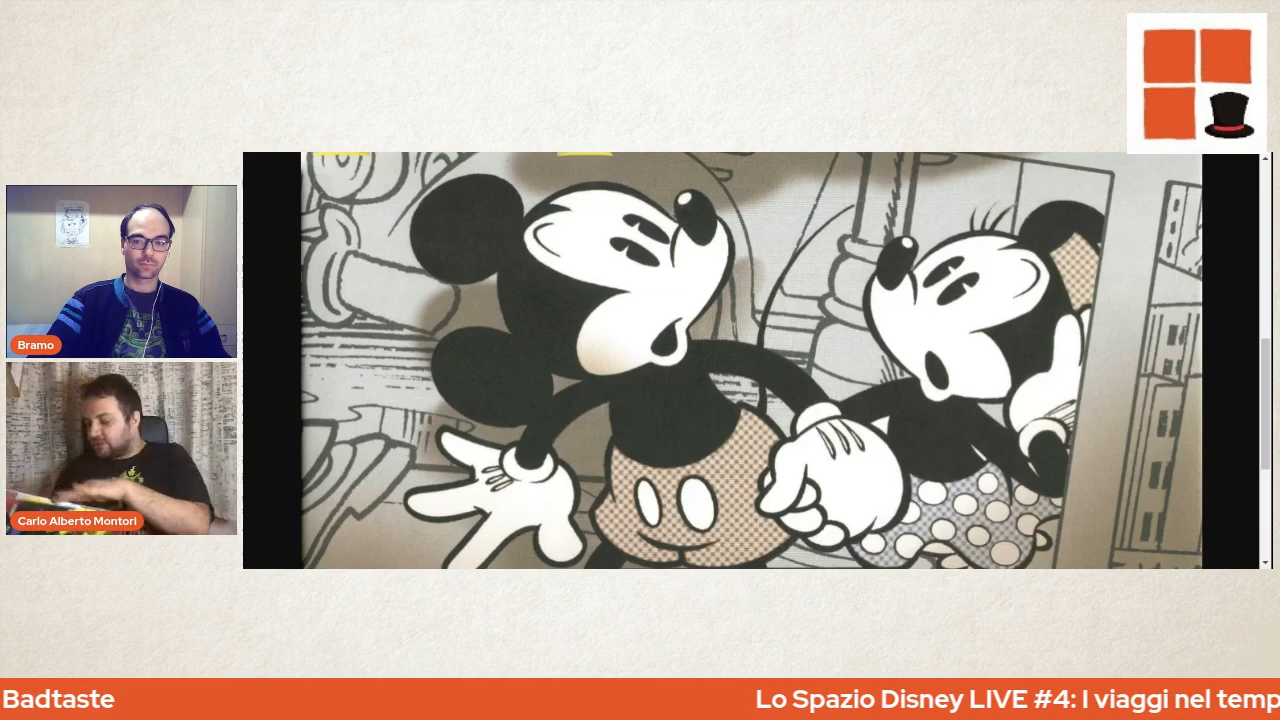 Bramo
Carlo Alberto Montori
Badtaste
Lo Spazio Disney LIVE #4: I viaggi nel temp